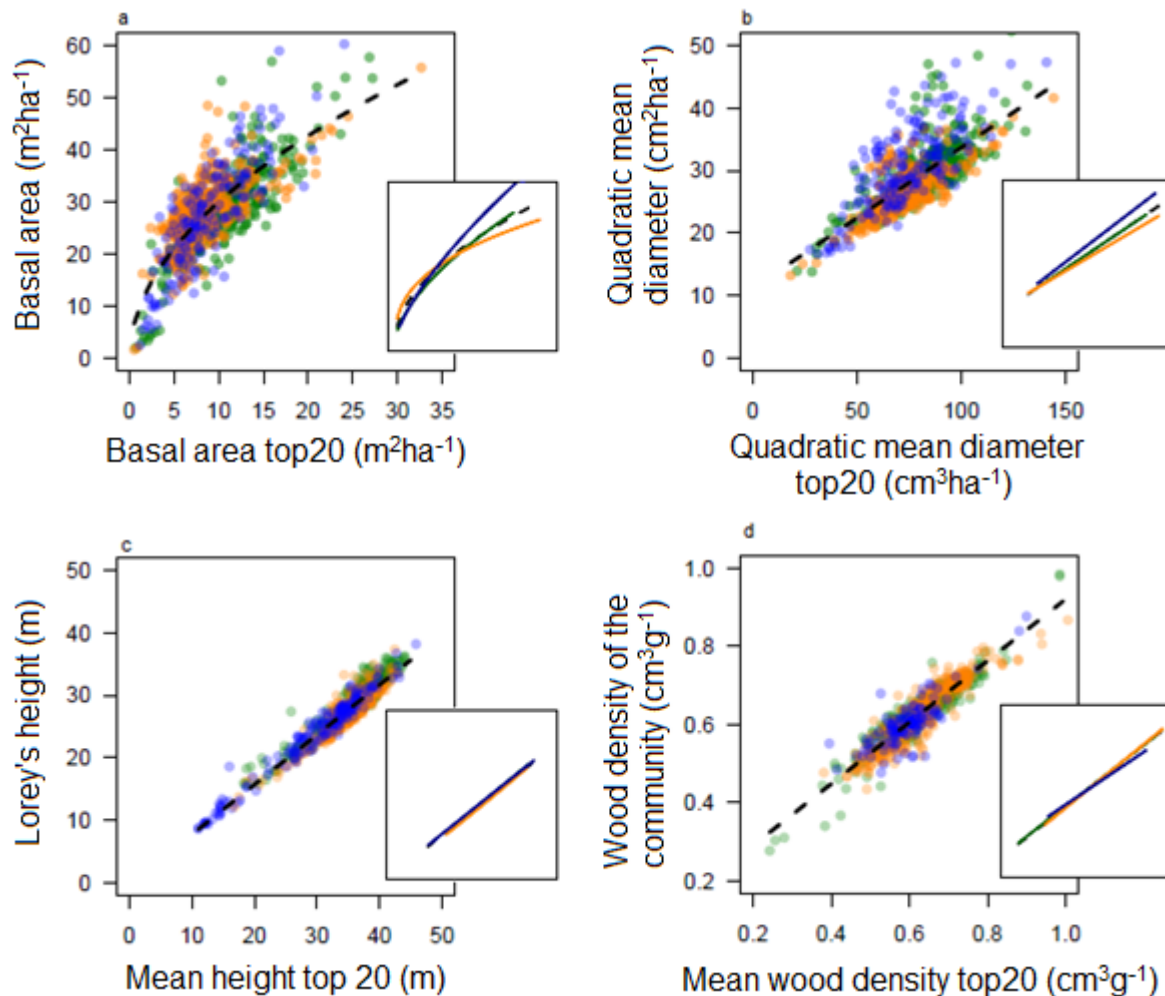 a
60
50
40
30
20
10
0
Basal area (m²ha⁻¹)
0 5 10 15 20 25 30 35
Basal area top20 (m²ha⁻¹)
b
50
40
30
20
10
0
Quadratic mean
diameter (cm²ha⁻¹)
0 50 100 150
Quadratic mean diameter
top20 (cm³ha⁻¹)
c
50
40
30
20
10
0
Lorey's height (m)
0 10 20 30 40 50
Mean height top 20 (m)
d
1.0
0.8
0.6
0.4
0.2
Wood density of the
community (cm³g⁻¹)
0.2 0.4 0.6 0.8 1.0
Mean wood density top20 (cm³g⁻¹)